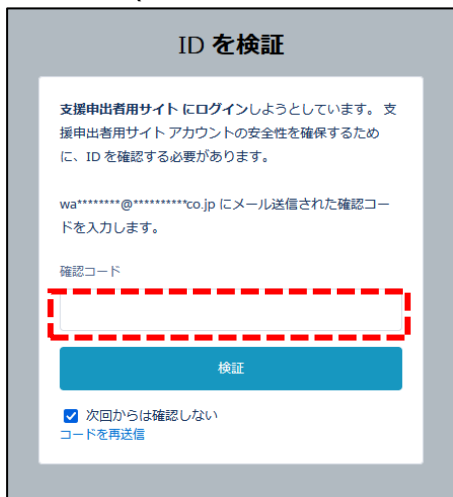 ID を検証
支援申出者用サイト にログインしようとしています。 支
援申出者用サイト アカウントの安全性を確保するため
に、ID を確認する必要があります。
wa********@**********co.jp にメール送信された確認コー
ドを入力します。
確認コード
検証
次回からは確認しない
コードを再送信